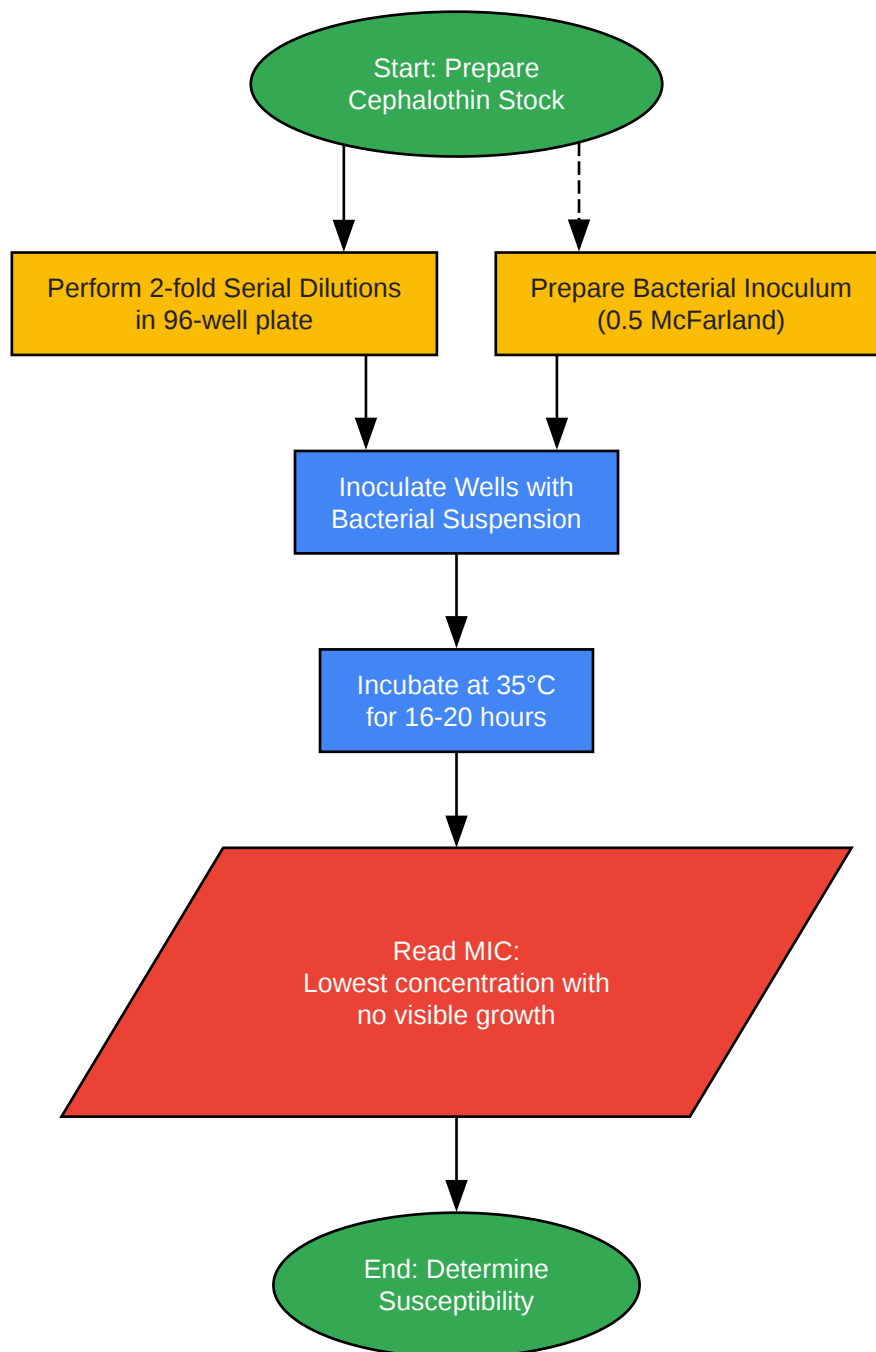 Start: Prepare
Cephalothin Stock
Perform 2-fold Serial Dilutions
in 96-well plate
Prepare Bacterial Inoculum
(0.5 McFarland)
Inoculate Wells with
Bacterial Suspension
Incubate at 35°C
for 16-20 hours
Read MIC:
Lowest concentration with
no visible growth
End: Determine
Susceptibility